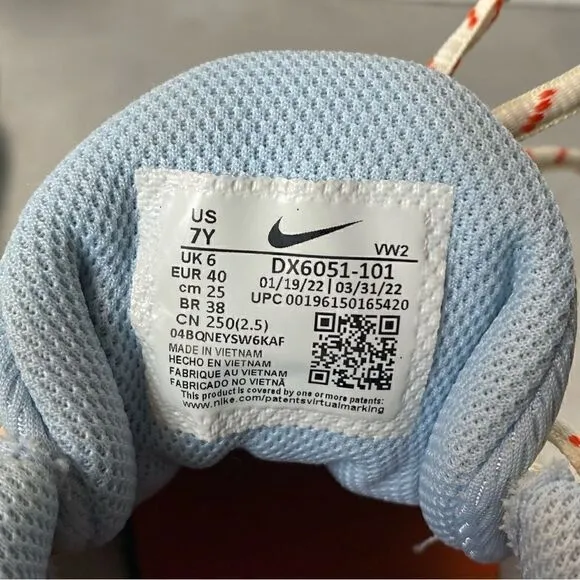 US
7Y
VW2
UK 6
EUR 40
cm 25
BR 38
CN 250(2.5)
DX6051-101
01/19/22 | 03/31/22
UPC 00196150165420
04BQNEYSW6KAF
MADE IN VIETNAM
HECHO EN VIETNAM
FABRIQUE AU VIETNAM
FABRICADO NO VIETNÃ
This product is covered by one or more patents:
www.nike.com/patentsvirtualmarking